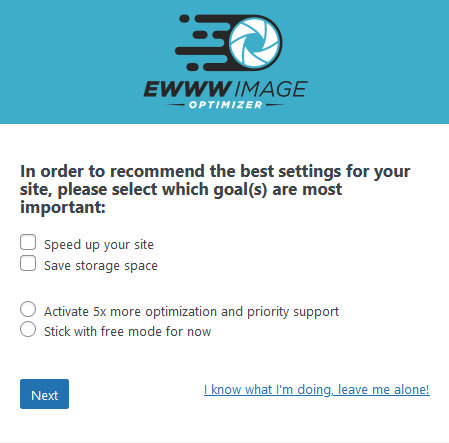 EWWW IMAGE
OPTIMIZER
In order to recommend the best settings for your
site, please select which goal(s) are most
important:
Speed up your site
Save storage space
Activate 5x more optimization and priority support
Stick with free mode for now
Next
I know what I'm doing, leave me alone!